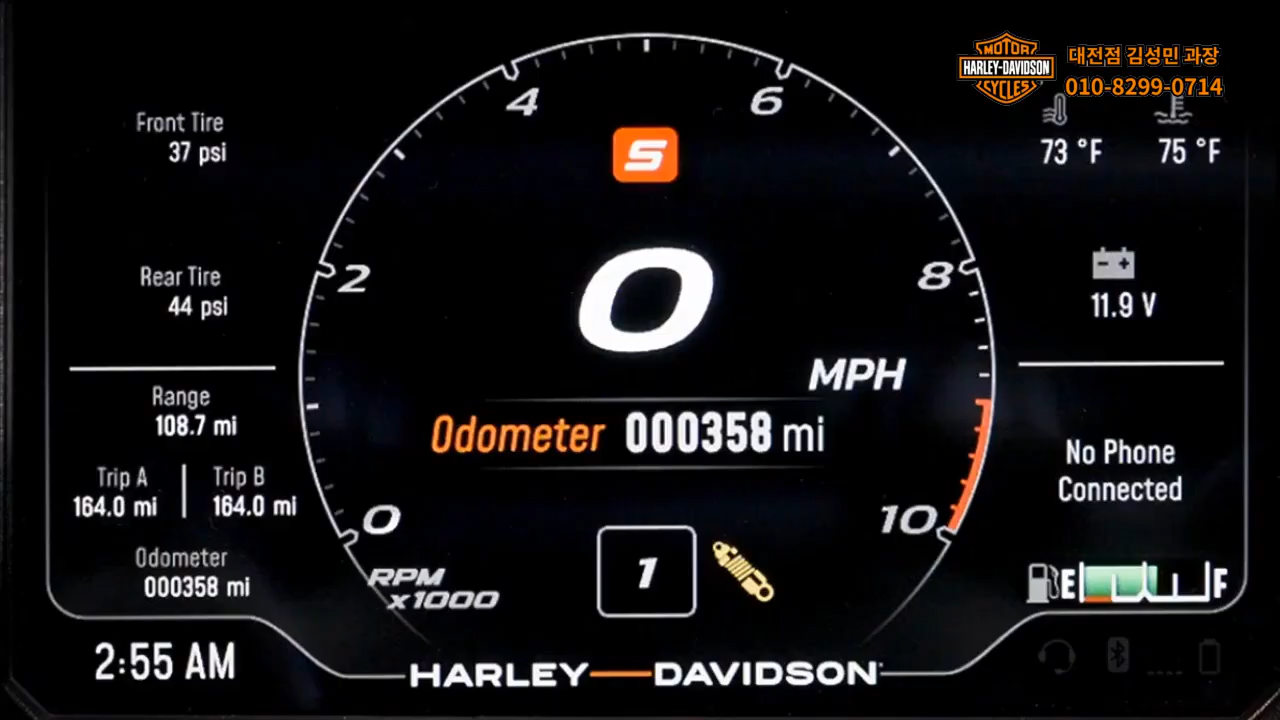 MOTOR
HARLEY-DAVIDSON
CYCLES
대전점 김성민 과장
010-8299-0714
Front Tire
37 psi
Rear Tire
44 psi
Range
108.7 mi
Trip A
164.0 mi
Trip B
164.0 mi
Odometer
000358 mi
2:55 AM
0
2
4
6
8
10
RPM
x1000
S
0
MPH
Odometer 000358 mi
1
HARLEY-DAVIDSON
73 °F
75 °F
11.9 V
No Phone
Connected
E
F